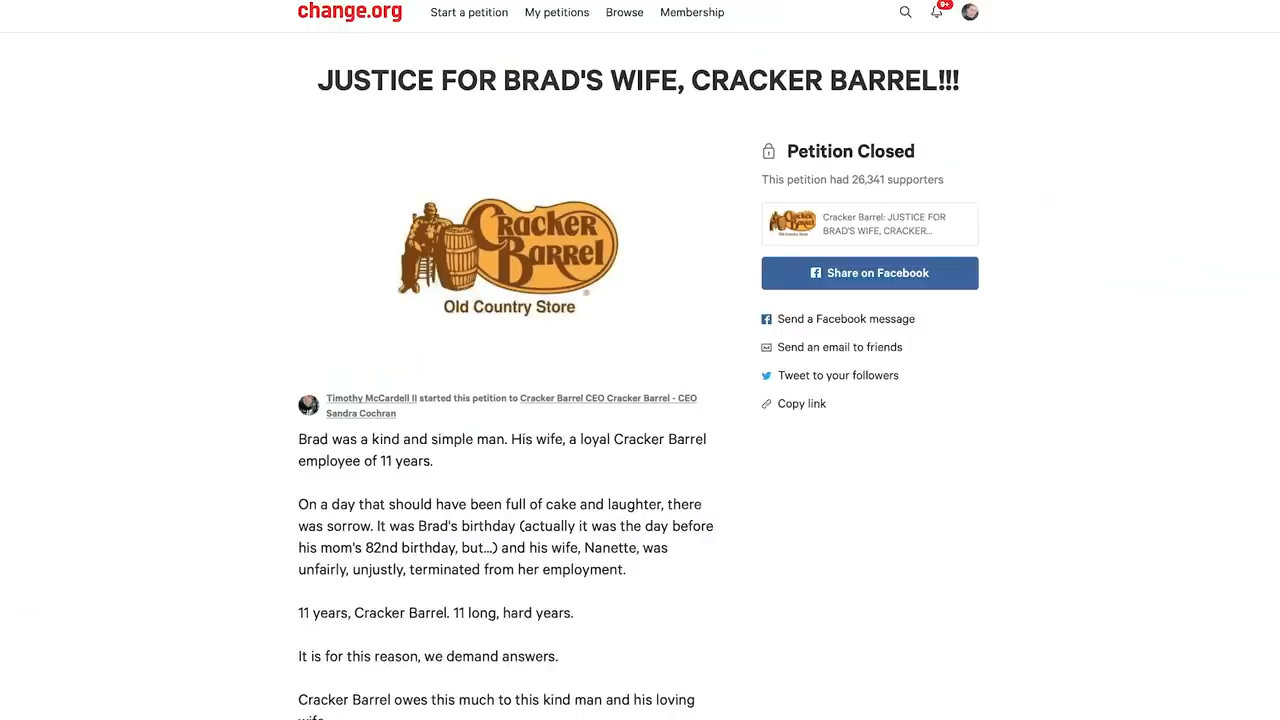 change.org Start a petition My petitions Browse Membership 9+
JUSTICE FOR BRAD'S WIFE, CRACKER BARREL!!!
Cracker
Barrel
®
Old Country Store
Timothy McCardell II started this petition to Cracker Barrel CEO Cracker Barrel - CEO
Sandra Cochran
Brad was a kind and simple man. His wife, a loyal Cracker Barrel
employee of 11 years.
On a day that should have been full of cake and laughter, there
was sorrow. It was Brad's birthday (actually it was the day before
his mom's 82nd birthday, but...) and his wife, Nanette, was
unfairly, unjustly, terminated from her employment.
11 years, Cracker Barrel. 11 long, hard years.
It is for this reason, we demand answers.
Cracker Barrel owes this much to this kind man and his loving
wife.
Petition Closed
This petition had 26,341 supporters
Cracker
Barrel
Cracker Barrel: JUSTICE FOR
BRAD'S WIFE, CRACKER...
Share on Facebook
Send a Facebook message
Send an email to friends
Tweet to your followers
Copy link